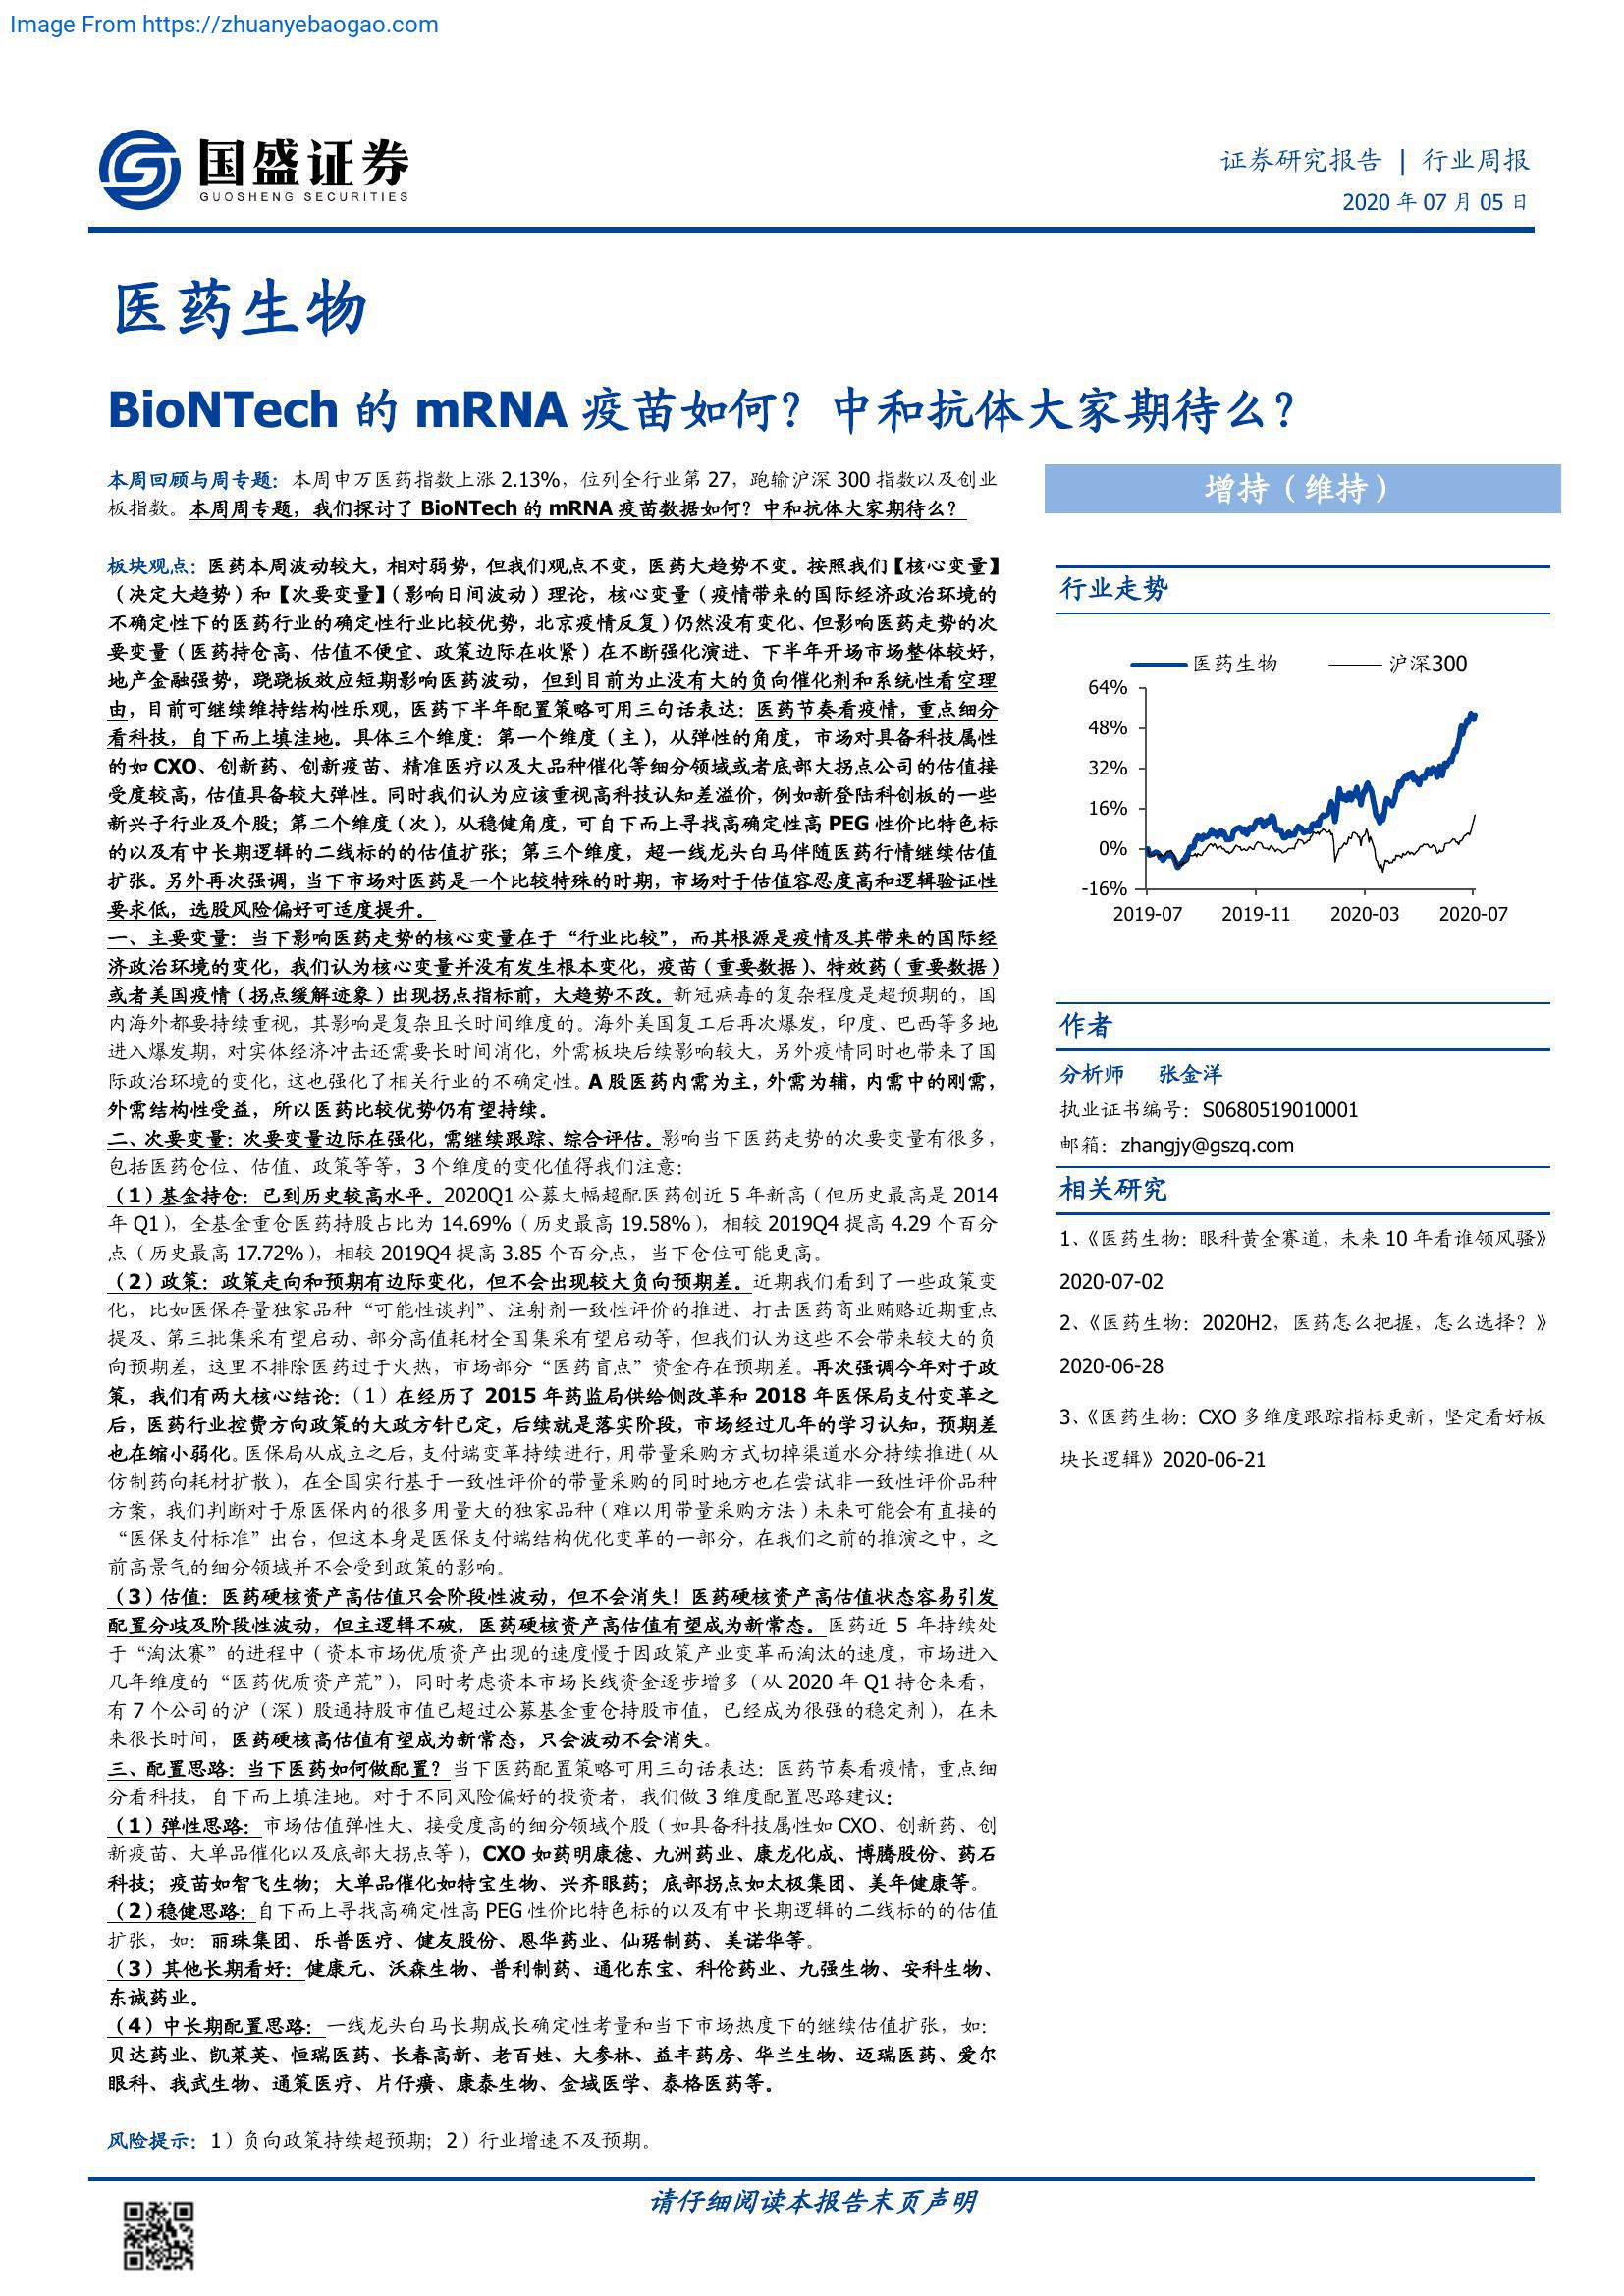 Image From https://zhuanyebaogao.com
国盛证券
GUOSHENG SECURITIES
证券研究报告 | 行业周报
2020 年 07 月 05 日
医药生物
BioNTech 的 mRNA 疫苗如何？中和抗体大家期待么？
本周回顾与周专题：本周申万医药指数上涨 2.13%，位列全行业第 27，跑输沪深 300 指数以及创业
板指数。本周周专题，我们探讨了 BioNTech 的 mRNA 疫苗数据如何？中和抗体大家期待么？
板块观点：医药本周波动较大，相对弱势，但我们观点不变，医药大趋势不变。按照我们【核心变量】
（决定大趋势）和【次要变量】（影响日间波动）理论，核心变量（疫情带来的国际经济政治环境的
不确定性下的医药行业的确定性行业比较优势，北京疫情反复）仍然没有变化、但影响医药走势的次
要变量（医药持仓高、估值不便宜、政策边际在收紧）在不断强化演进、下半年开场市场整体较好，
地产金融强势，跷跷板效应短期影响医药波动，但到目前为止没有大的负向催化剂和系统性看空理
由，目前可继续维持结构性乐观，医药下半年配置策略可用三句话表达：医药节奏看疫情，重点细分
看科技，自下而上填洼地。具体三个维度：第一个维度（主），从弹性的角度，市场对具备科技属性
的如 CXO、创新药、创新疫苗、精准医疗以及大品种催化等细分领域或者底部大拐点公司的估值接
受度较高，估值具备较大弹性。同时我们认为应该重视高科技认知差溢价，例如新登陆科创板的一些
新兴子行业及个股；第二个维度（次），从稳健角度，可自下而上寻找高确定性高 PEG 性价比特色标
的以及有中长期逻辑的二线标的的估值扩张；第三个维度，超一线龙头白马伴随医药行情继续估值
扩张。另外再次强调，当下市场对医药是一个比较特殊的时期，市场对于估值容忍度高和逻辑验证性
要求低，选股风险偏好可适度提升。
一、主要变量：当下影响医药走势的核心变量在于“行业比较”，而其根源是疫情及其带来的国际经
济政治环境的变化，我们认为核心变量并没有发生根本变化，疫苗（重要数据）、特效药（重要数据）
或者美国疫情（拐点缓解迹象）出现拐点指标前，大趋势不改。新冠病毒的复杂程度是超预期的，国
内海外都要持续重视，其影响是复杂且长时间维度的。海外美国复工后再次爆发，印度、巴西等多地
进入爆发期，对实体经济冲击还需要长时间消化，外需板块后续影响较大，另外疫情同时也带来了国
际政治环境的变化，这也强化了相关行业的不确定性。A 股医药内需为主，外需为辅，内需中的刚需，
外需结构性受益，所以医药比较优势仍有望持续。
二、次要变量：次要变量边际在强化，需继续跟踪、综合评估。影响当下医药走势的次要变量有很多，
包括医药仓位、估值、政策等等，3 个维度的变化值得我们注意：
（1）基金持仓：已到历史较高水平。2020Q1 公募大幅超配医药创近 5 年新高（但历史最高是 2014
年 Q1），全基金重仓医药持股占比为 14.69%（历史最高 19.58%），相较 2019Q4 提高 4.29 个百分
点（历史最高 17.72%），相较 2019Q4 提高 3.85 个百分点，当下仓位可能更高。
（2）政策：政策走向和预期有边际变化，但不会出现较大负向预期差。近期我们看到了一些政策变
化，比如医保存量独家品种“可能性谈判”、注射剂一致性评价的推进、打击医药商业贿赂近期重点
提及、第三批集采有望启动、部分高值耗材全国集采有望启动等，但我们认为这些不会带来较大的负
向预期差，这里不排除医药过于火热，市场部分“医药盲点”资金存在预期差。再次强调今年对于政
策，我们有两大核心结论：（1）在经历了 2015 年药监局供给侧改革和 2018 年医保局支付变革之
后，医药行业控费方向政策的大政方针已定，后续就是落实阶段，市场经过几年的学习认知，预期差
也在缩小弱化。医保局从成立之后，支付端变革持续进行，用带量采购方式切掉渠道水分持续推进（从
仿制药向耗材扩散），在全国实行基于一致性评价的带量采购的同时地方也在尝试非一致性评价品种
方案，我们判断对于原医保内的很多用量大的独家品种（难以用带量采购方法）未来可能会有直接的
“医保支付标准”出台，但这本身是医保支付端结构优化变革的一部分，在我们之前的推演之中，之
前高景气的细分领域并不会受到政策的影响。
（3）估值：医药硬核资产高估值只会阶段性波动，但不会消失！医药硬核资产高估值状态容易引发
配置分歧及阶段性波动，但主逻辑不破，医药硬核资产高估值有望成为新常态。医药近 5 年持续处
于“淘汰赛”的进程中（资本市场优质资产出现的速度慢于因政策产业变革而淘汰的速度，市场进入
几年维度的“医药优质资产荒”），同时考虑资本市场长线资金逐步增多（从 2020 年 Q1 持仓来看，
有 7 个公司的沪（深）股通持股市值已超过公募基金重仓持股市值，已经成为很强的稳定剂），在未
来很长时间，医药硬核高估值有望成为新常态，只会波动不会消失。
三、配置思路：当下医药如何做配置？当下医药配置策略可用三句话表达：医药节奏看疫情，重点细
分看科技，自下而上填洼地。对于不同风险偏好的投资者，我们做 3 维度配置思路建议：
（1）弹性思路：市场估值弹性大、接受度高的细分领域个股（如具备科技属性如 CXO、创新药、创
新疫苗、大单品催化以及底部大拐点等），CXO 如药明康德、九洲药业、康龙化成、博腾股份、药石
科技；疫苗如智飞生物；大单品催化如特宝生物、兴齐眼药；底部拐点如太极集团、美年健康等。
（2）稳健思路：自下而上寻找高确定性高 PEG 性价比特色标的以及有中长期逻辑的二线标的的估值
扩张，如：丽珠集团、乐普医疗、健友股份、恩华药业、仙琚制药、美诺华等。
（3）其他长期看好：健康元、沃森生物、普利制药、通化东宝、科伦药业、九强生物、安科生物、
东诚药业。
（4）中长期配置思路：一线龙头白马长期成长确定性考量和当下市场热度下的继续估值扩张，如：
贝达药业、凯莱英、恒瑞医药、长春高新、老百姓、大参林、益丰药房、华兰生物、迈瑞医药、爱尔
眼科、我武生物、通策医疗、片仔癀、康泰生物、金域医学、泰格医药等。
风险提示：1）负向政策持续超预期；2）行业增速不及预期。
增持（维持）
行业走势
医药生物 沪深300
64%
48%
32%
16%
0%
-16%
2019-07 2019-11 2020-03 2020-07
作者
分析师 张金洋
执业证书编号：S0680519010001
邮箱：zhangjy@gszq.com
相关研究
1、《医药生物：眼科黄金赛道，未来 10 年看谁领风骚》
2020-07-02
2、《医药生物：2020H2，医药怎么把握，怎么选择？》
2020-06-28
3、《医药生物：CXO 多维度跟踪指标更新，坚定看好板
块长逻辑》2020-06-21
请仔细阅读本报告末页声明